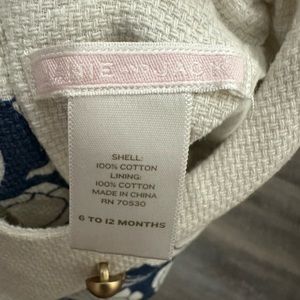 SHELL:
100% COTTON
LINING:
100% COTTON
MADE IN CHINA
RN 70530
6 TO 12 MONTHS